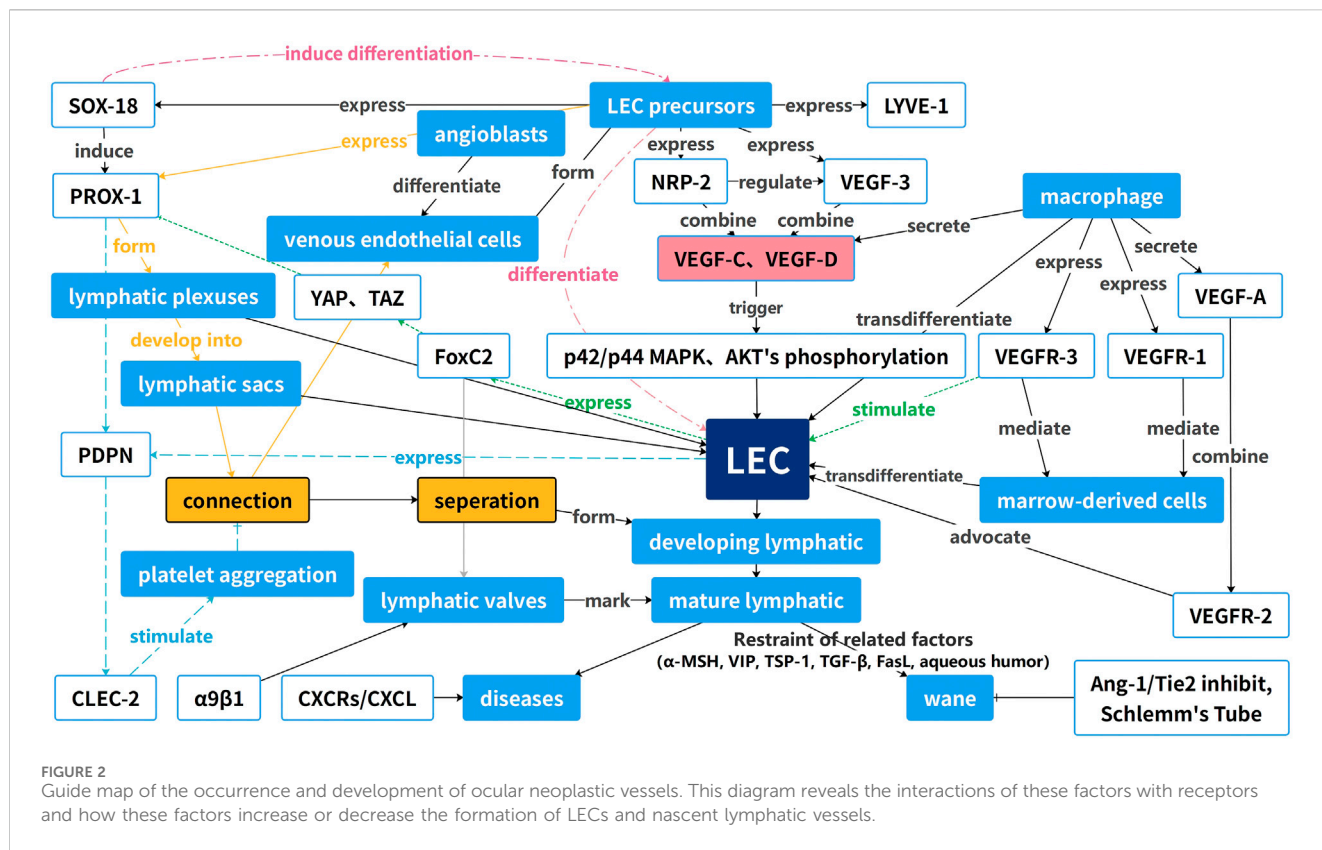 induce differentiation
SOX-18
express
LEC precursors
express
LYVE-1
induce
express
angioblasts
express
express
form
NRP-2
regulate
VEGF-3
macrophage
PROX-1
differentiate
combine
combine
secrete
secrete
form
venous endothelial cells
VEGF-C、VEGF-D
express
express
VEGF-A
differentiate
lymphatic plexuses
YAP、TAZ
trigger
transdifferentiate
develop into
FoxC2
p42/p44 MAPK、AKT's phosphorylation
VEGFR-3
VEGFR-1
lymphatic sacs
express
stimulate
mediate
mediate
PDPN
express
LEC
combine
transdifferentiate
connection
seperation
form
marrow-derived cells
developing lymphatic
advocate
platelet aggregation
lymphatic valves
mark
mature lymphatic
VEGFR-2
stimulate
Restraint of related factors
(α-MSH, VIP, TSP-1, TGF-β, FasL, aqueous humor)
CLEC-2
α9β1
CXCRs/CXCL
diseases
wane
Ang-1/Tie2 inhibit,
Schlemm's Tube
FIGURE 2
Guide map of the occurrence and development of ocular neoplastic vessels. This diagram reveals the interactions of these factors with receptors
and how these factors increase or decrease the formation of LECs and nascent lymphatic vessels.